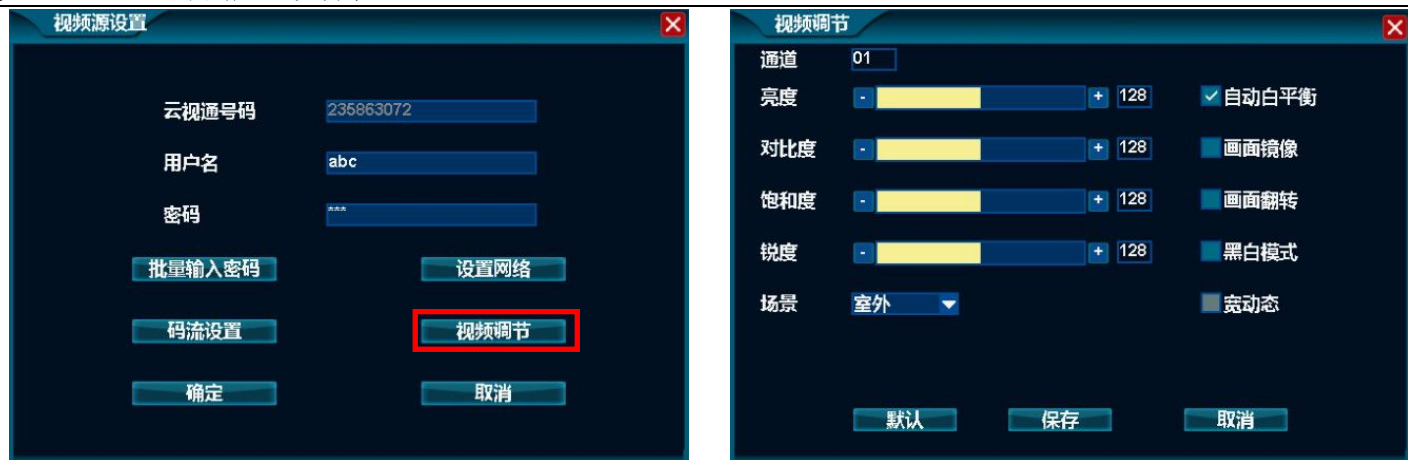 视频源设置
云视通号码 235863072
用户名 abc
密码 ***
批量输入密码 设置网络
码流设置 视频调节
确定 取消
视频调节
通道 01
亮度 - + 128 自动白平衡
对比度 - + 128 画面镜像
饱和度 - + 128 画面翻转
锐度 - + 128 黑白模式
场景 室外 宽动态
默认 保存 取消